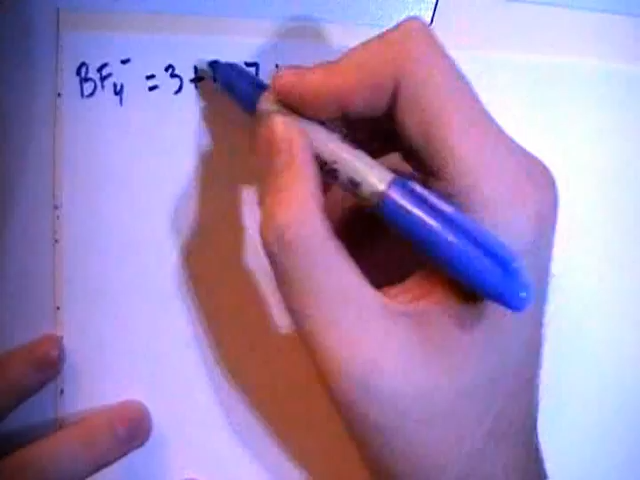 BF₄⁻ = 3 +